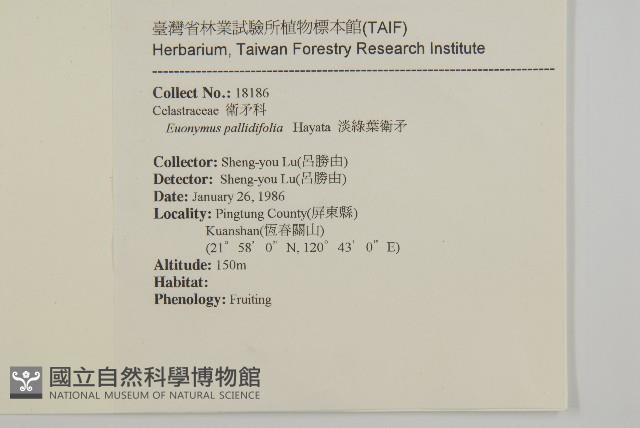 臺灣省林業試驗所植物標本館(TAIF)
Herbarium, Taiwan Forestry Research Institute
Collect No.: 18186
Celastraceae 衛矛科
Euonymus pallidifolia Hayata 淡綠葉衛矛
Collector: Sheng-you Lu(呂勝由)
Detector: Sheng-you Lu(呂勝由)
Date: January 26, 1986
Locality: Pingtung County(屏東縣)
Kuanshan(恆春關山)
(21° 58' 0" N, 120° 43' 0" E)
Altitude: 150m
Habitat:
Phenology: Fruiting
國立自然科學博物館
NATIONAL MUSEUM OF NATURAL SCIENCE